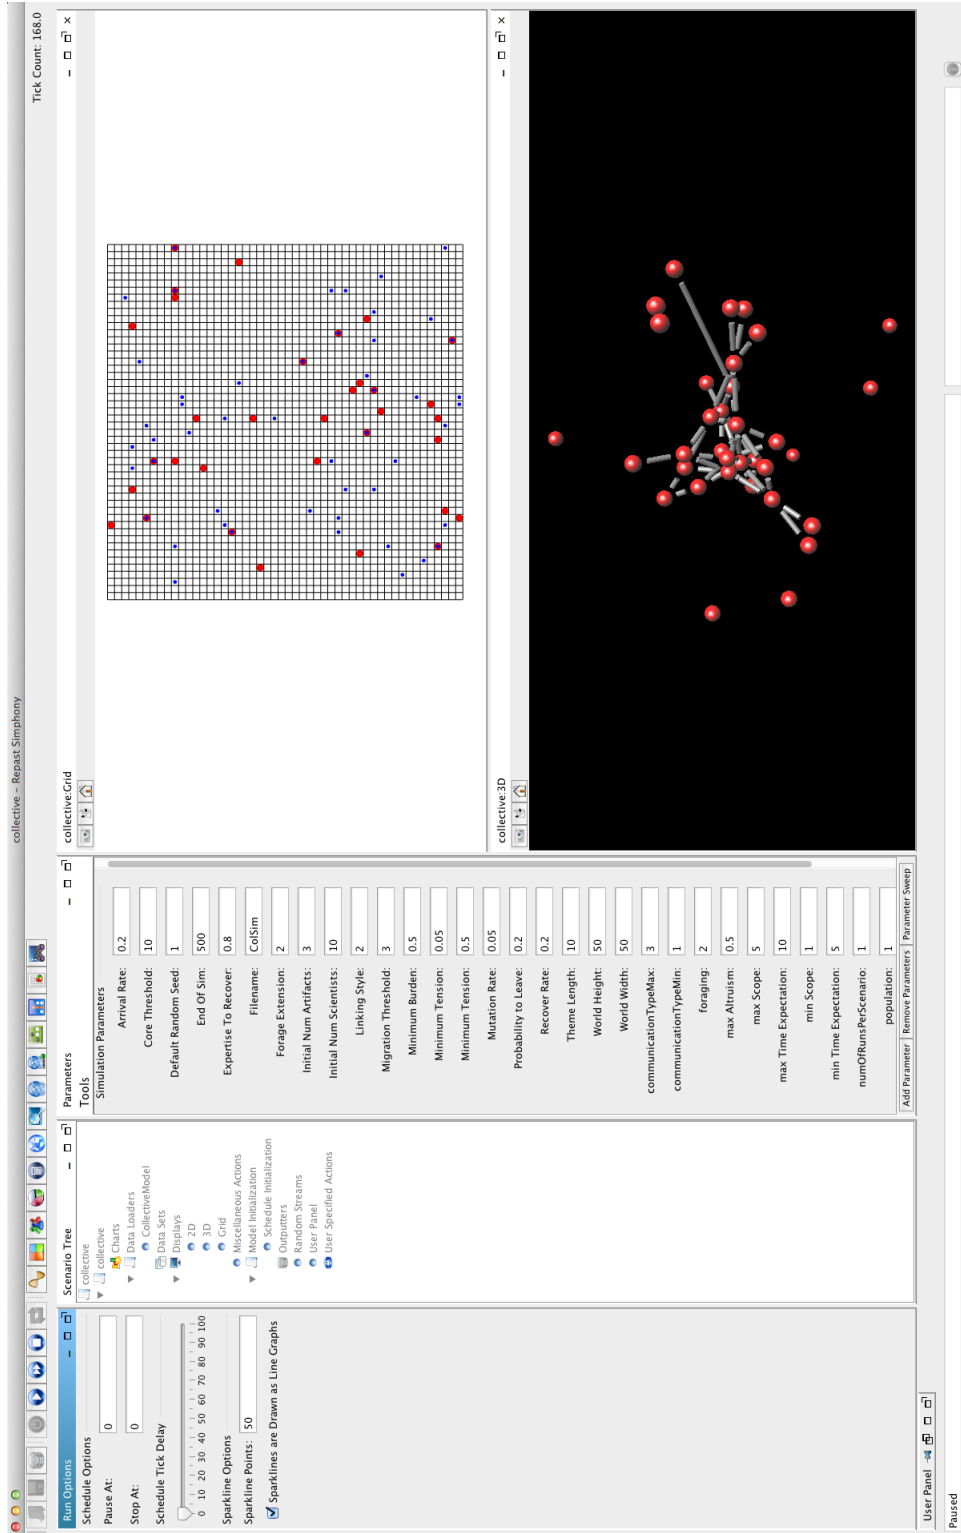 collective – Repast Simphony
Tick Count: 168.0
Run Options
Schedule Options
Pause At:
0
Stop At:
0
Schedule Tick Delay
0 10 20 30 40 50 60 70 80 90 100
Sparkline Options
Sparkline Points:
50
Sparklines are Drawn as Line Graphs
Scenario Tree
collective
collective
Charts
Data Loaders
CollectiveModel
Data Sets
Displays
2D
3D
Grid
Miscellaneous Actions
Model Initialization
Schedule Initialization
Outputters
Random Streams
User Panel
User Specified Actions
Parameters
Tools
Simulation Parameters
Arrival Rate: 0.2
Core Threshold: 10
Default Random Seed: 1
End Of Sim: 500
Expertise To Recover: 0.8
Filename: ColSim
Forage Extension: 2
Initial Num Artifacts: 3
Initial Num Scientists: 10
Linking Style: 2
Migration Threshold: 3
Minimum Burden: 0.5
Minimum Tension: 0.05
Minimum Tension: 0.5
Mutation Rate: 0.05
Probability to Leave: 0.2
Recover Rate: 0.2
Theme Length: 10
World Height: 50
World Width: 50
communicationTypeMax: 3
communicationTypeMin: 1
foraging: 2
max Altruism: 0.5
max Scope: 5
max Time Expectation: 10
min Scope: 1
min Time Expectation: 5
numOfRunsPerScenario: 1
population: 1
Add Parameter
Remove Parameters
Parameter Sweep
collective:Grid
collective:3D
User Panel
Paused